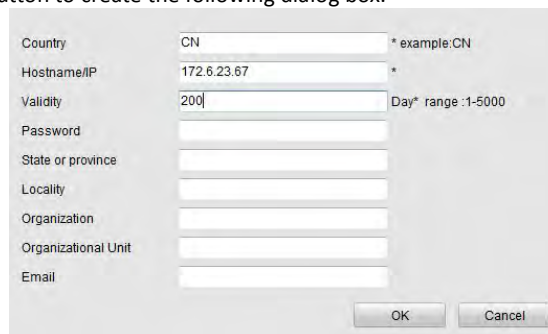 button to create the following dialog box.
Country CN * example:CN
Hostname/IP 172.6.23.67 *
Validity 200 Day* range :1-5000
Password
State or province
Locality
Organization
Organizational Unit
Email
OK Cancel